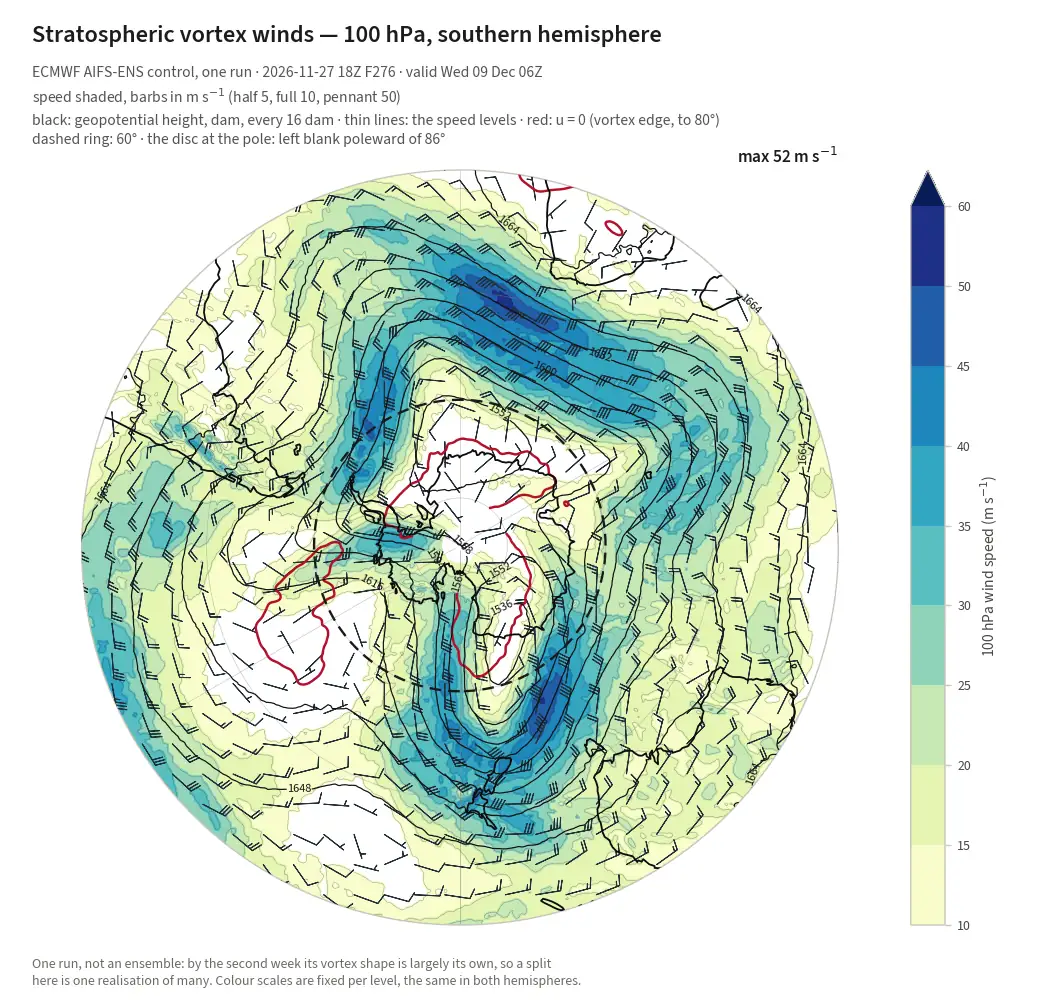 Stratospheric vortex winds — 100 hPa, southern hemisphere
ECMWF AIFS-ENS control, one run · 2026-11-27 18Z F276 · valid Wed 09 Dec 06Z
speed shaded, barbs in m s⁻¹ (half 5, full 10, pennant 50)
black: geopotential height, dam, every 16 dam · thin lines: the speed levels · red: u = 0 (vortex edge, to 80°)
dashed ring: 60° · the disc at the pole: left blank poleward of 86°
max 52 m s⁻¹
1664
1664
1600
1552
1664
1664
1568
1552
1616
1536
1648
1664
60
50
45
40
35
30
25
20
15
10
100 hPa wind speed (m s⁻¹)
One run, not an ensemble: by the second week its vortex shape is largely its own, so a split
here is one realisation of many. Colour scales are fixed per level, the same in both hemispheres.